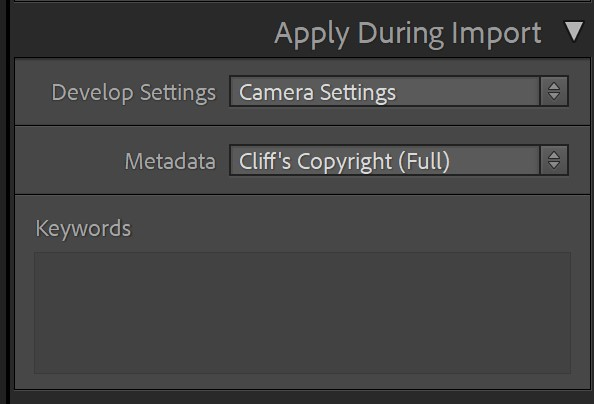 Apply During Import
Develop Settings Camera Settings
Metadata Cliff's Copyright (Full)
Keywords